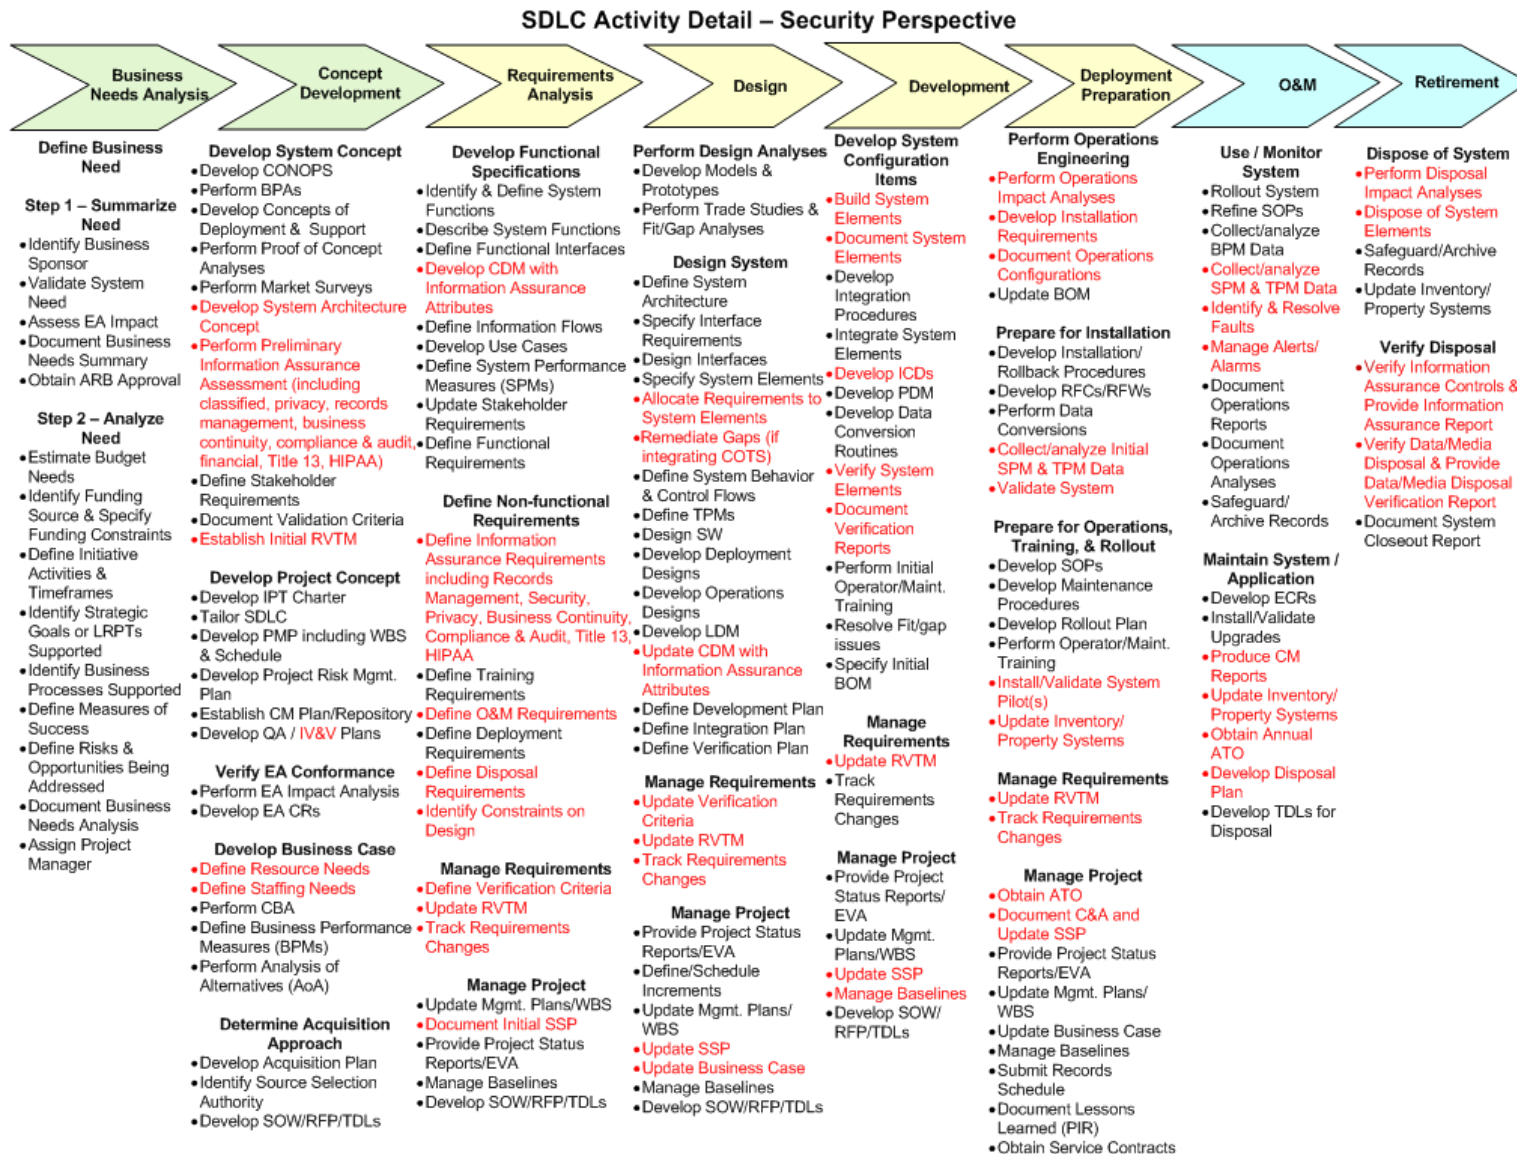 SDLC Activity Detail – Security Perspective
Business
Needs Analysis
Concept
Development
Requirements
Analysis
Design
Development
Deployment
Preparation
O&M
Retirement
Define Business
Need
Step 1 – Summarize
Need
•Identify Business
Sponsor
•Validate System
Need
•Assess EA Impact
•Document Business
Needs Summary
•Obtain ARB Approval
Step 2 – Analyze
Need
•Estimate Budget
Needs
•Identify Funding
Source & Specify
Funding Constraints
•Define Initiative
Activities &
Timeframes
•Identify Strategic
Goals or LRPTs
Supported
•Identify Business
Processes Supported
•Define Measures of
Success
•Define Risks &
Opportunities Being
Addressed
•Document Business
Needs Analysis
•Assign Project
Manager
Develop System Concept
•Develop CONOPS
•Perform BPAs
•Develop Concepts of
Deployment & Support
•Perform Proof of Concept
Analyses
•Perform Market Surveys
•Develop System Architecture
Concept
•Perform Preliminary
Information Assurance
Assessment (including
classified, privacy, records
management, business
continuity, compliance & audit,
financial, Title 13, HIPAA)
•Define Stakeholder
Requirements
•Document Validation Criteria
•Establish Initial RVTM
Develop Project Concept
•Develop IPT Charter
•Tailor SDLC
•Develop PMP including WBS
& Schedule
•Develop Project Risk Mgmt.
Plan
•Establish CM Plan/Repository
•Develop QA / IV&V Plans
Verify EA Conformance
•Perform EA Impact Analysis
•Develop EA CRs
Develop Business Case
•Define Resource Needs
•Define Staffing Needs
•Perform CBA
•Define Business Performance
Measures (BPMs)
•Perform Analysis of
Alternatives (AoA)
Determine Acquisition
Approach
•Develop Acquisition Plan
•Identify Source Selection
Authority
•Develop SOW/RFP/TDLs
Develop Functional
Specifications
•Identify & Define System
Functions
•Describe System Functions
•Define Functional Interfaces
•Develop CDM with
Information Assurance
Attributes
•Define Information Flows
•Develop Use Cases
•Define System Performance
Measures (SPMs)
•Update Stakeholder
Requirements
•Define Functional
Requirements
Define Non-functional
Requirements
•Define Information
Assurance Requirements
including Records
Management, Security,
Privacy, Business Continuity,
Compliance & Audit, Title 13,
HIPAA
•Define Training
Requirements
•Define O&M Requirements
•Define Deployment
Requirements
•Define Disposal
Requirements
•Identify Constraints on
Design
Manage Requirements
•Define Verification Criteria
•Update RVTM
•Track Requirements
Changes
Manage Project
•Update Mgmt. Plans/WBS
•Document Initial SSP
•Provide Project Status
Reports/EVA
•Manage Baselines
•Develop SOW/RFP/TDLs
Perform Design Analyses
•Develop Models &
Prototypes
•Perform Trade Studies &
Fit/Gap Analyses
Design System
•Define System
Architecture
•Specify Interface
Requirements
•Design Interfaces
•Specify System Elements
•Allocate Requirements to
System Elements
•Remediate Gaps (if
integrating COTS)
•Define System Behavior
& Control Flows
•Define TPMs
•Design SW
•Develop Deployment
Designs
•Develop Operations
Designs
•Develop LDM
•Update CDM with
Information Assurance
Attributes
•Define Development Plan
•Define Integration Plan
•Define Verification Plan
Manage Requirements
•Update Verification
Criteria
•Update RVTM
•Track Requirements
Changes
Manage Project
•Provide Project Status
Reports/EVA
•Define/Schedule
Increments
•Update Mgmt. Plans/
WBS
•Update SSP
•Update Business Case
•Manage Baselines
•Develop SOW/RFP/TDLs
Develop System
Configuration
Items
•Build System
Elements
•Document System
Elements
•Develop
Integration
Procedures
•Integrate System
Elements
•Develop ICDs
•Develop PDM
•Develop Data
Conversion
Routines
•Verify System
Elements
•Document
Verification
Reports
•Perform Initial
Operator/Maint.
Training
•Resolve Fit/gap
issues
•Specify Initial
BOM
Manage
Requirements
•Update RVTM
•Track
Requirements
Changes
Manage Project
•Provide Project
Status Reports/
EVA
•Update Mgmt.
Plans/WBS
•Update SSP
•Manage Baselines
•Develop SOW/
RFP/TDLs
Perform Operations
Engineering
•Perform Operations
Impact Analyses
•Develop Installation
Requirements
•Document Operations
Configurations
•Update BOM
Prepare for Installation
•Develop Installation/
Rollback Procedures
•Develop RFCs/RFWs
•Perform Data
Conversions
•Collect/analyze Initial
SPM & TPM Data
•Validate System
Prepare for Operations,
Training, & Rollout
•Develop SOPs
•Develop Maintenance
Procedures
•Develop Rollout Plan
•Perform Operator/Maint.
Training
•Install/Validate System
Pilot(s)
•Update Inventory/
Property Systems
Manage Requirements
•Update RVTM
•Track Requirements
Changes
Manage Project
•Obtain ATO
•Document C&A and
Update SSP
•Provide Project Status
Reports/EVA
•Update Mgmt. Plans/
WBS
•Update Business Case
•Manage Baselines
•Submit Records
Schedule
•Document Lessons
Learned (PIR)
•Obtain Service Contracts
Use / Monitor
System
•Rollout System
•Refine SOPs
•Collect/analyze
BPM Data
•Collect/analyze
SPM & TPM Data
•Identify & Resolve
Faults
•Manage Alerts/
Alarms
•Document
Operations
Reports
•Document
Operations
Analyses
•Safeguard/
Archive Records
Maintain System /
Application
•Develop ECRs
•Install/Validate
Upgrades
•Produce CM
Reports
•Update Inventory/
Property Systems
•Obtain Annual
ATO
•Develop Disposal
Plan
•Develop TDLs for
Disposal
Dispose of System
•Perform Disposal
Impact Analyses
•Dispose of System
Elements
•Safeguard/Archive
Records
•Update Inventory/
Property Systems
Verify Disposal
•Verify Information
Assurance Controls &
Provide Information
Assurance Report
•Verify Data/Media
Disposal & Provide
Data/Media Disposal
Verification Report
•Document System
Closeout Report